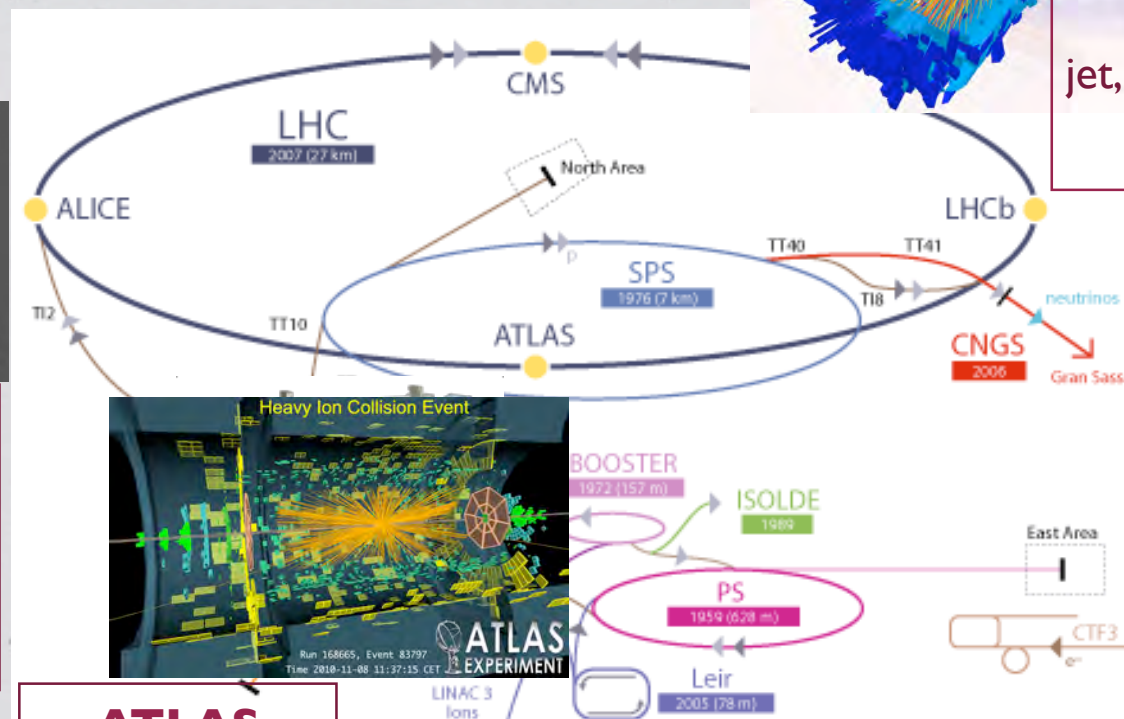 jet,
CMS
LHC
2007 (27 km)
North Area
ALICE
LHCb
TT40
TT41
p
SPS
1976 (7 km)
TI8
neutrinos
TI2
TT10
ATLAS
CNGS
2006
Gran Sass
Heavy Ion Collision Event
BOOSTER
1972 (157 m)
ISOLDE
1989
East Area
PS
1959 (628 m)
CTF3
e-
ATLAS
EXPERIMENT
Run 168665, Event 83797
Time 2010-11-08 11:37:15 CET
LINAC 3
Ions
Leir
2005 (78 m)
ATLAS